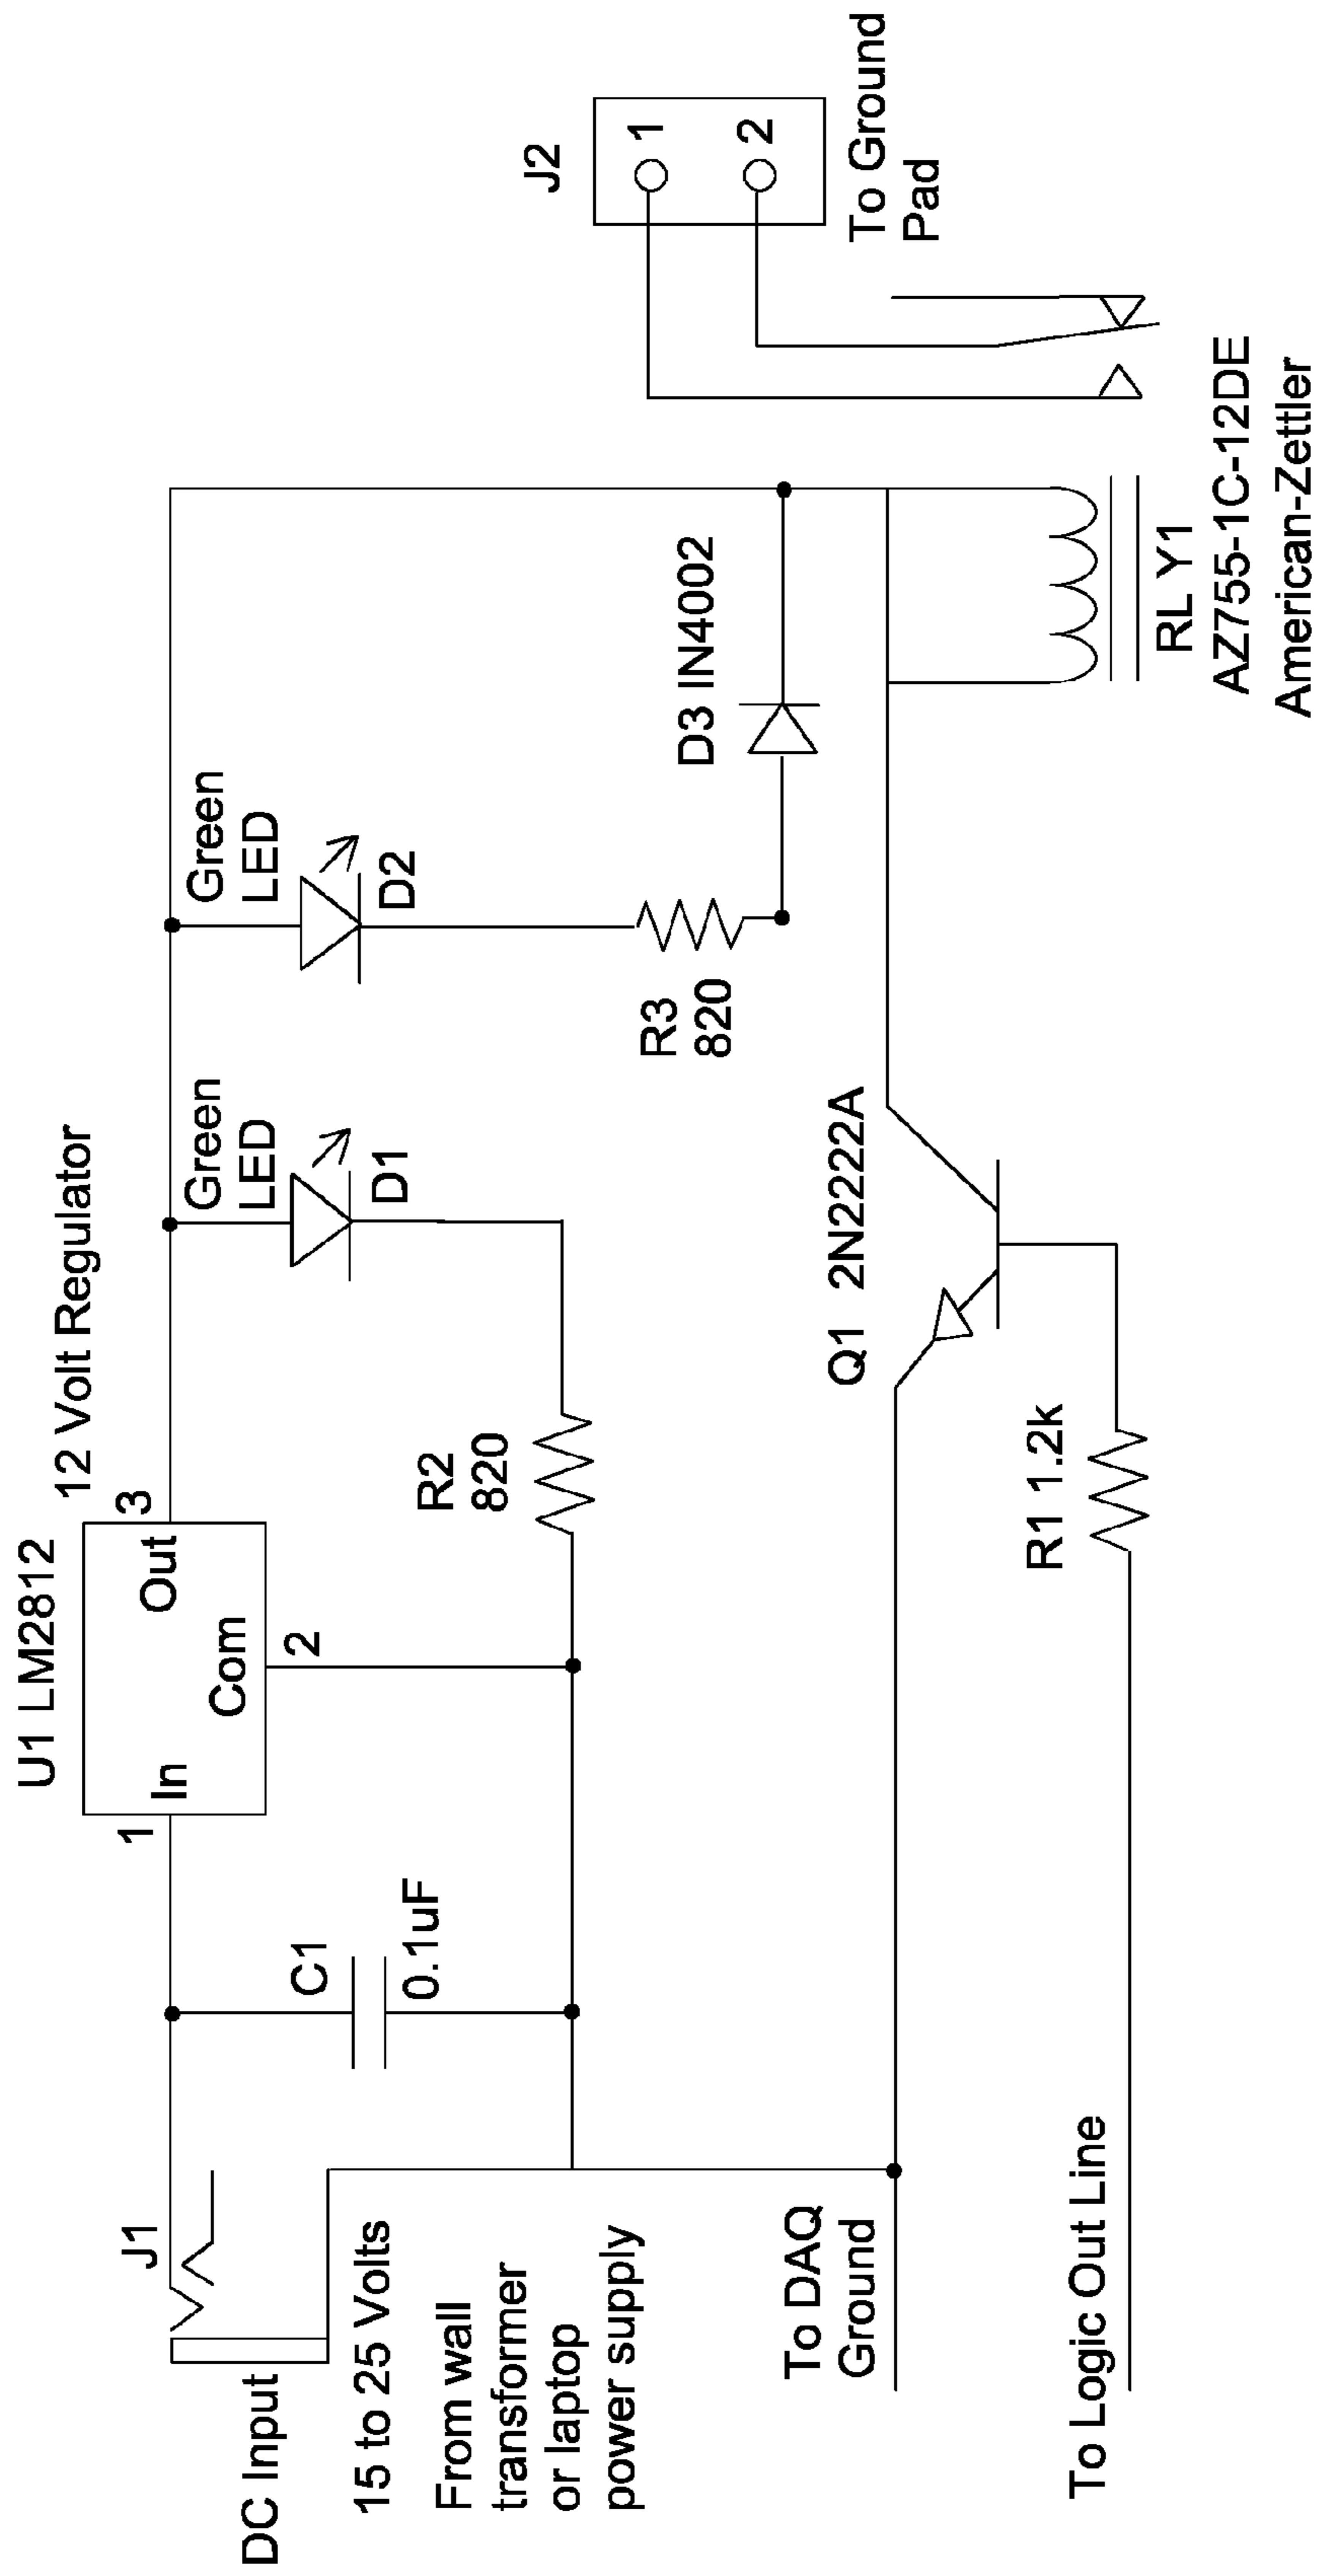 U1 LM2812
12 Volt Regulator
1
In
Out
3
Com
2
J1
DC Input
15 to 25 Volts
From wall
transformer
or laptop
power supply
C1
0.1uF
Green
LED
D1
R2
820
Green
LED
D2
R3
820
D3 IN4002
J2
1
2
To Ground
Pad
Q1 2N2222A
To DAQ
Ground
R1 1.2k
To Logic Out Line
RL Y1
AZ755-1C-12DE
American-Zettler